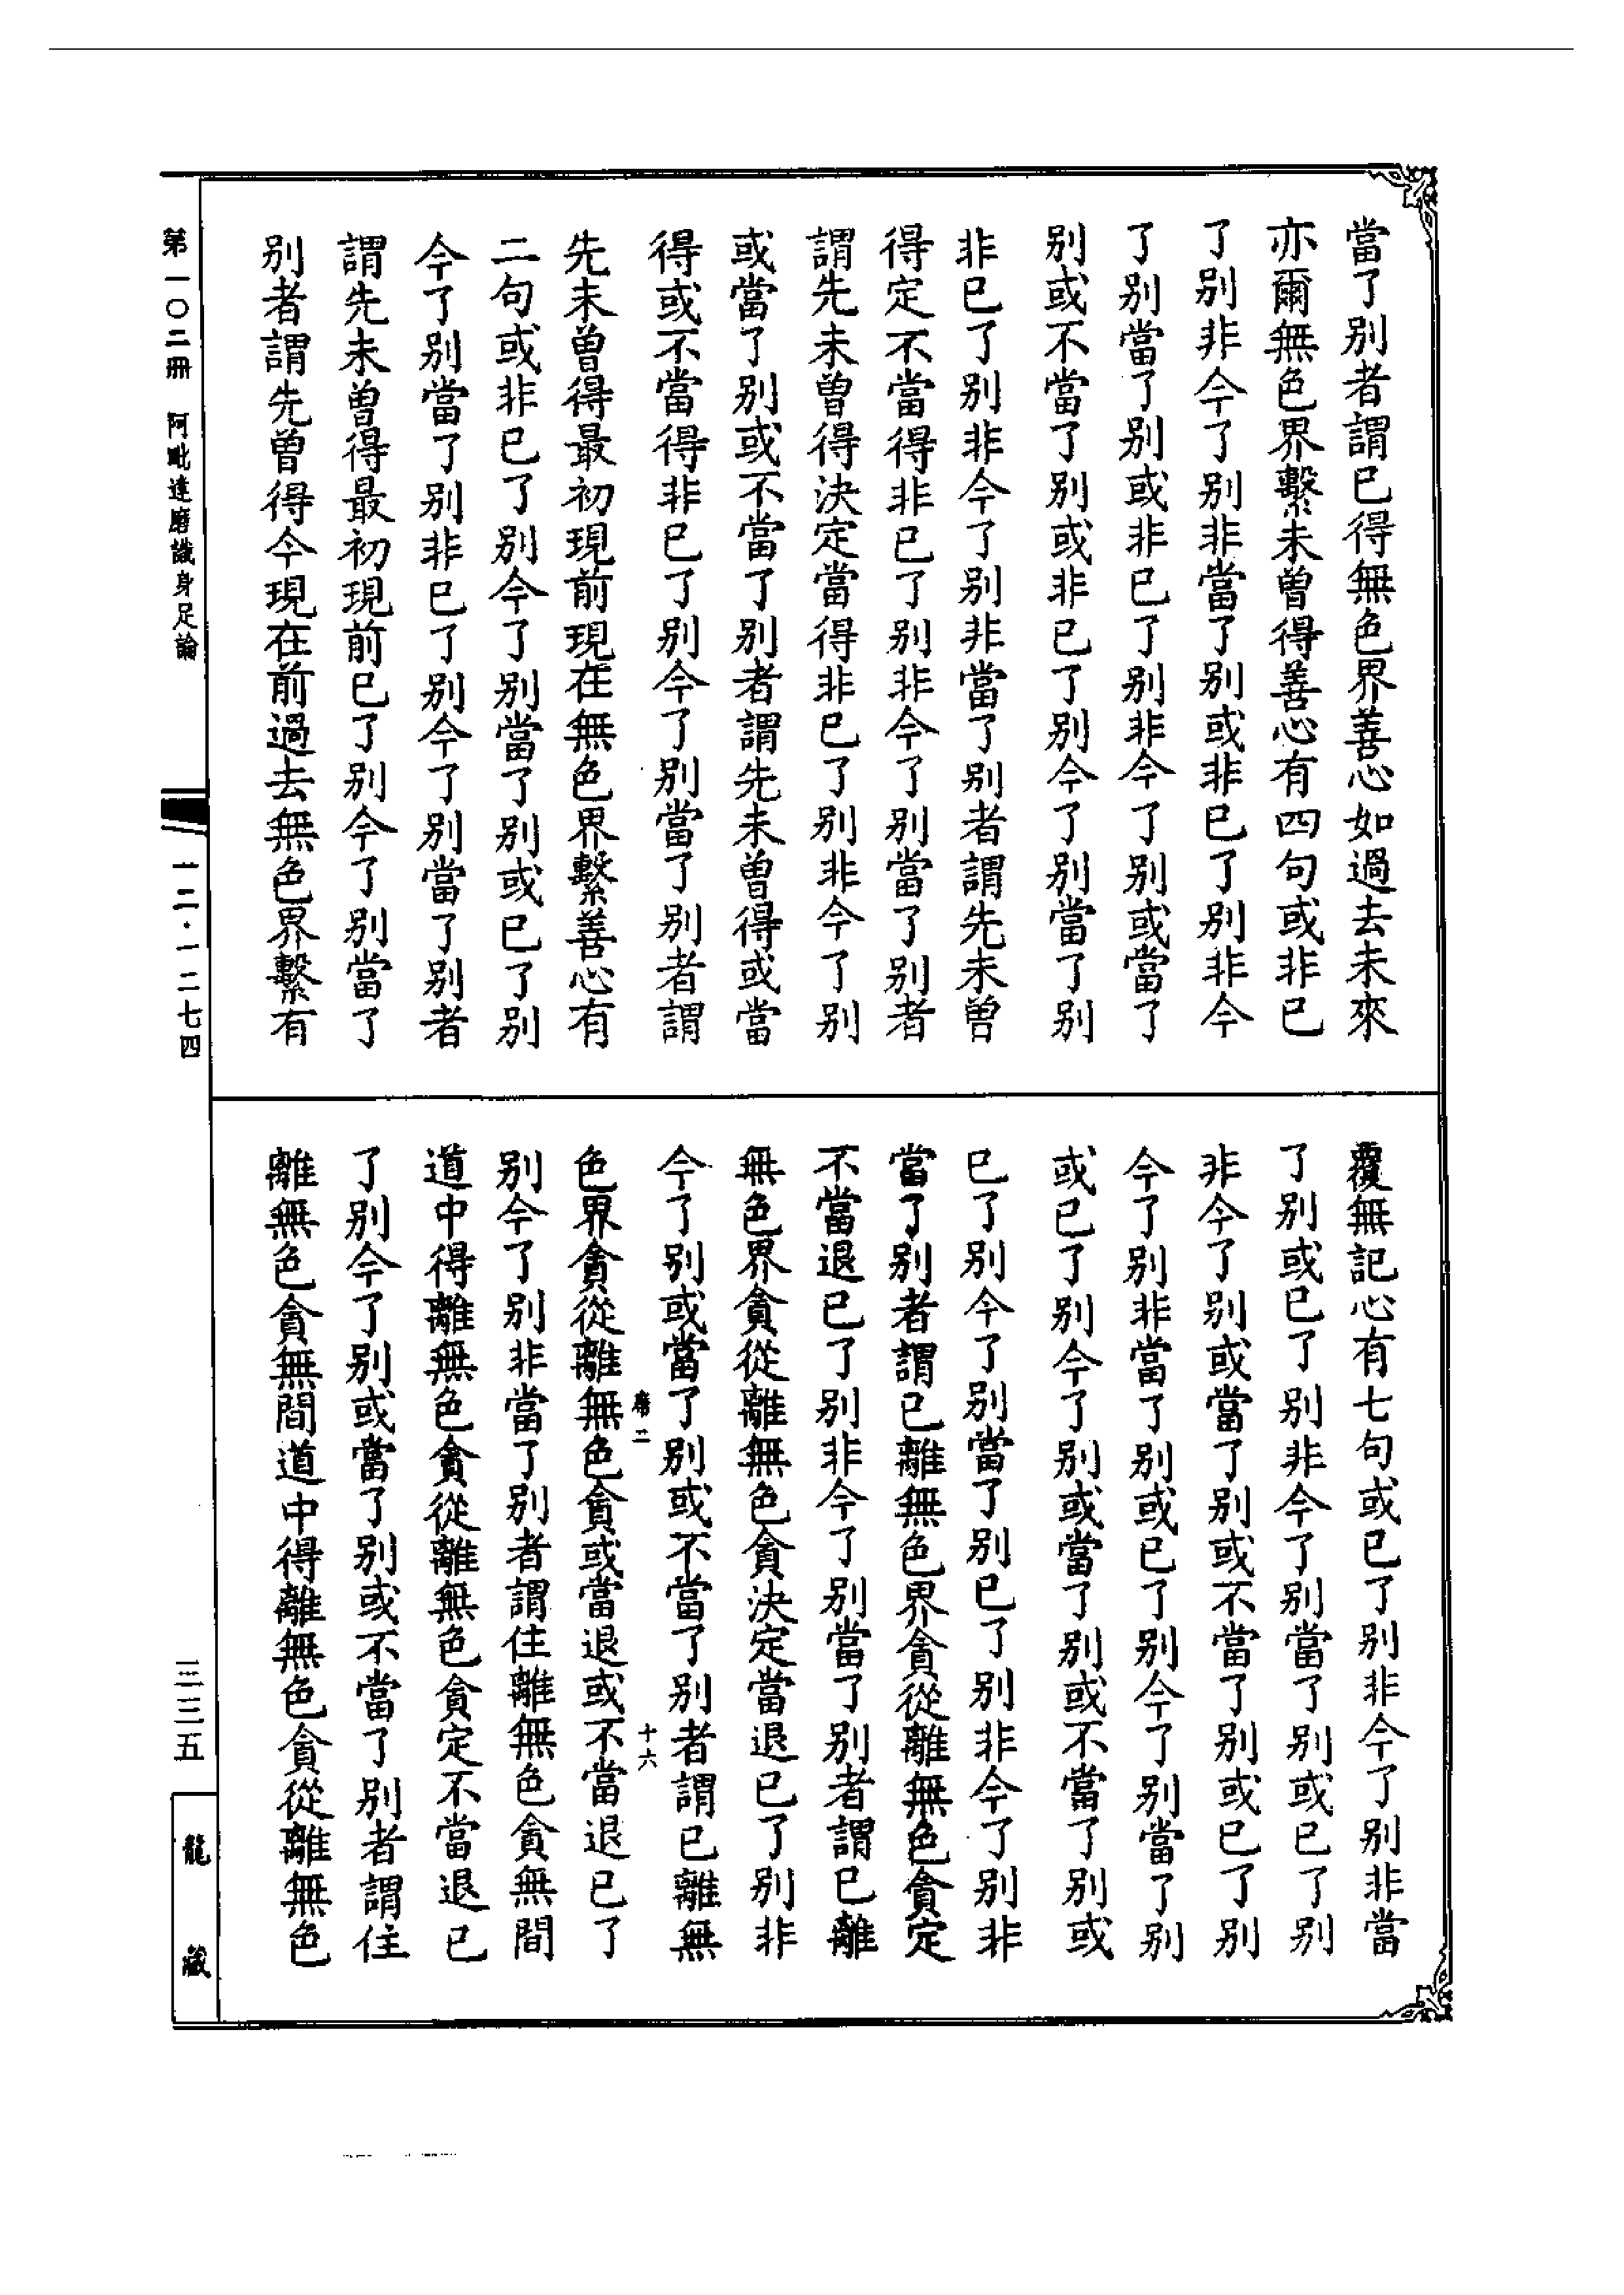 當了別者謂已得無色界善心如過去未來
亦爾無色界繫未曾得善心有四句或非已
了別非今了別非當了別或非已了別非今
了別當了別或非已了別非今了別或當了
別或不當了別或非已了別今了別當了別
非已了別非今了別非當了別者謂先未曾
得定不當得非已了別非今了別當了別者
謂先未曾得決定當得非已了別非今了別
或當了別或不當了別者謂先未曾得或當
得或不當得非已了別今了別當了別者謂
先未曾得最初現前現在無色界繫善心有
二句或非已了別今了別當了別或已了別
今了別當了別非已了別今了別當了別者
謂先未曾得最初現前已了別今了別當了
別者謂先曾得今現在前過去無色界繫有
覆無記心有七句或已了別非今了別非當
了別或已了別非今了別當了別或已了別
非今了別或當了別或不當了別或已了別
今了別非當了別或已了別今了別當了別
或已了別今了別或當了別或不當了別或
已了別今了別當了別已了別非今了別非
當了別者謂已離無色界貪從離無色貪定
不當退已了別非今了別當了別者謂已離
無色界貪從離無色貪決定當退已了別非
今了別或當了別或不當了別者謂已離無
色界貪從離無色貪或當退或不當退已了
別今了別非當了別者謂住離無色貪無間
道中得離無色貪從離無色貪定不當退已
了別今了別或當了別或不當了別者謂住
離無色貪無間道中得離無色貪從離無色
十六
第一〇二冊 阿毗達磨識身足論
一二·一二七四
三三五
龍藏